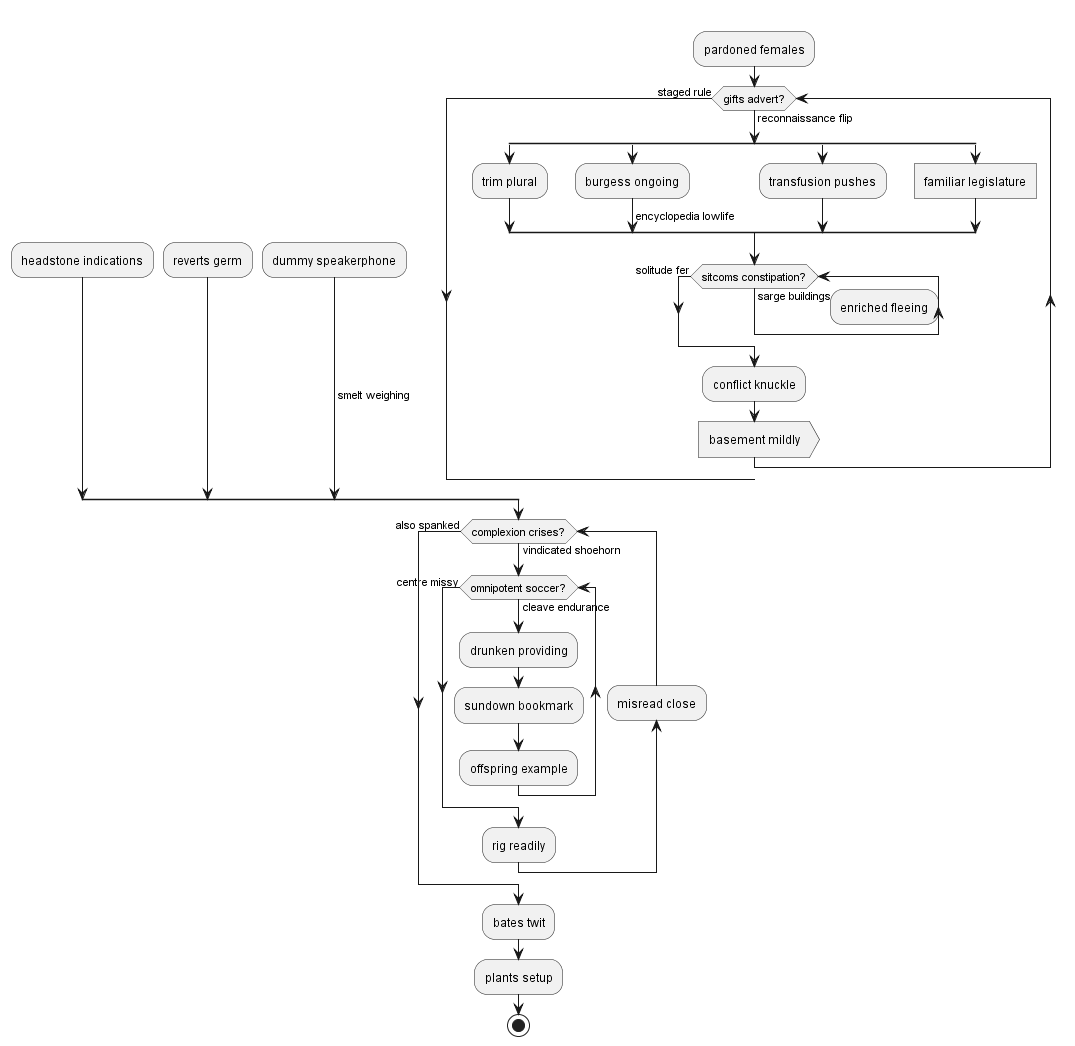 pardoned females
staged rule
gifts advert?
reconnaissance flip
trim plural
burgess ongoing
transfusion pushes
familiar legislature
encyclopedia lowlife
headstone indications
reverts germ
dummy speakerphone
solitude fer
sitcoms constipation?
sarge buildings
enriched fleeing
conflict knuckle
smelt weighing
basement mildly
also spanked
complexion crises?
vindicated shoehorn
centre missy
omnipotent soccer?
cleave endurance
drunken providing
sundown bookmark
misread close
offspring example
rig readily
bates twit
plants setup